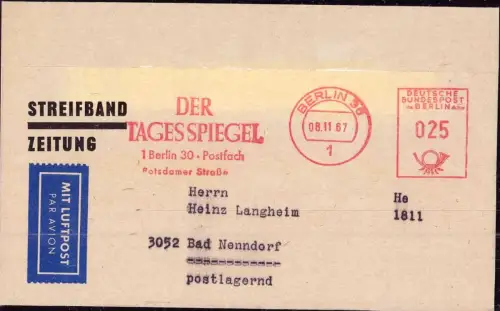 STREIFBAND
ZEITUNG
DER
TAGESSPIEGEL
1 Berlin 30 · Postfach
Potsdamer Straße
BERLIN 30
08.11 67
1
DEUTSCHE
BUNDESPOST
BERLIN
025
MIT LUFTPOST
PAR AVION
Herrn
Heinz Langheim
He
1811
3052 Bad Nenndorf
postlagernd